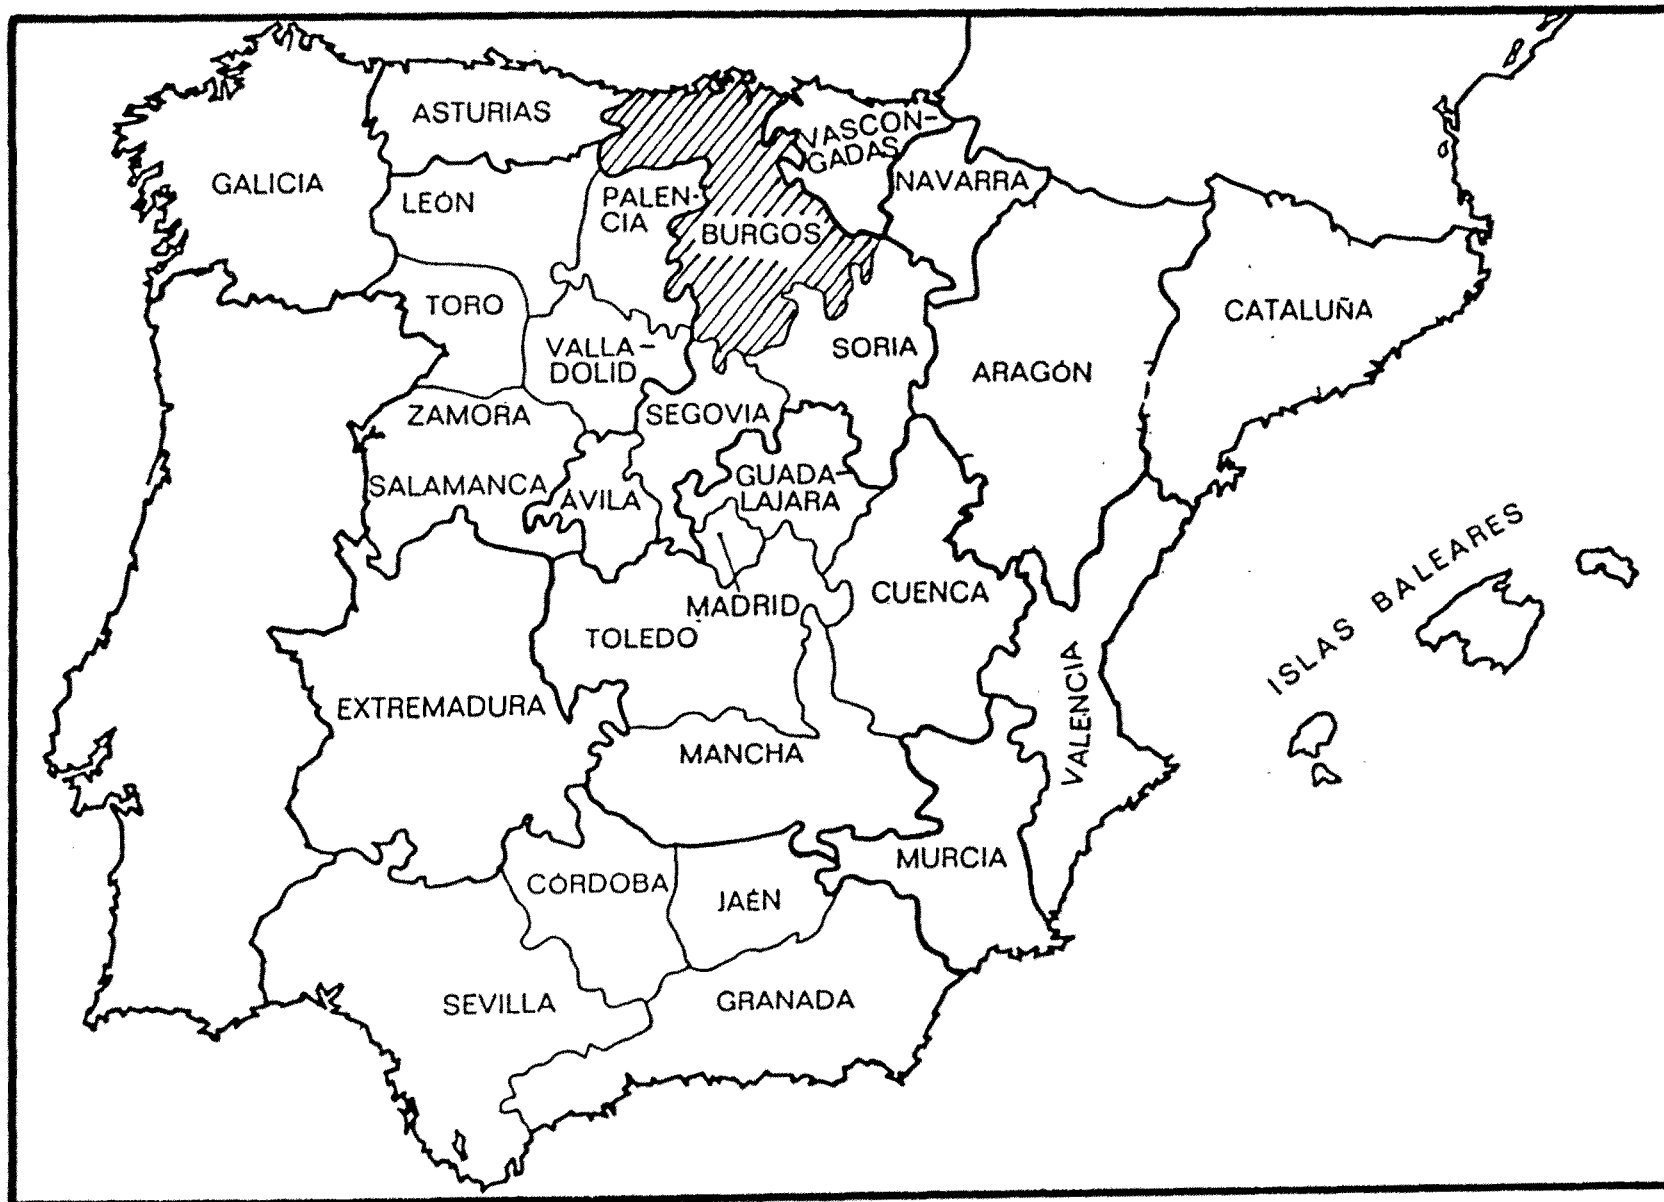 ASTURIAS
VASCON-
GADAS
GALICIA
LEÓN
PALEN-
CIA
NAVARRA
BURGOS
TORO
CATALUÑA
VALLA-
DOLID
SORIA
ARAGÓN
ZAMORA
SEGOVIA
SALAMANCA
ÁVILA
GUADA-
LAJARA
ISLAS BALEARES
MADRID
CUENCA
TOLEDO
EXTREMADURA
VALENCIA
MANCHA
MURCIA
CÓRDOBA
JAÉN
SEVILLA
GRANADA